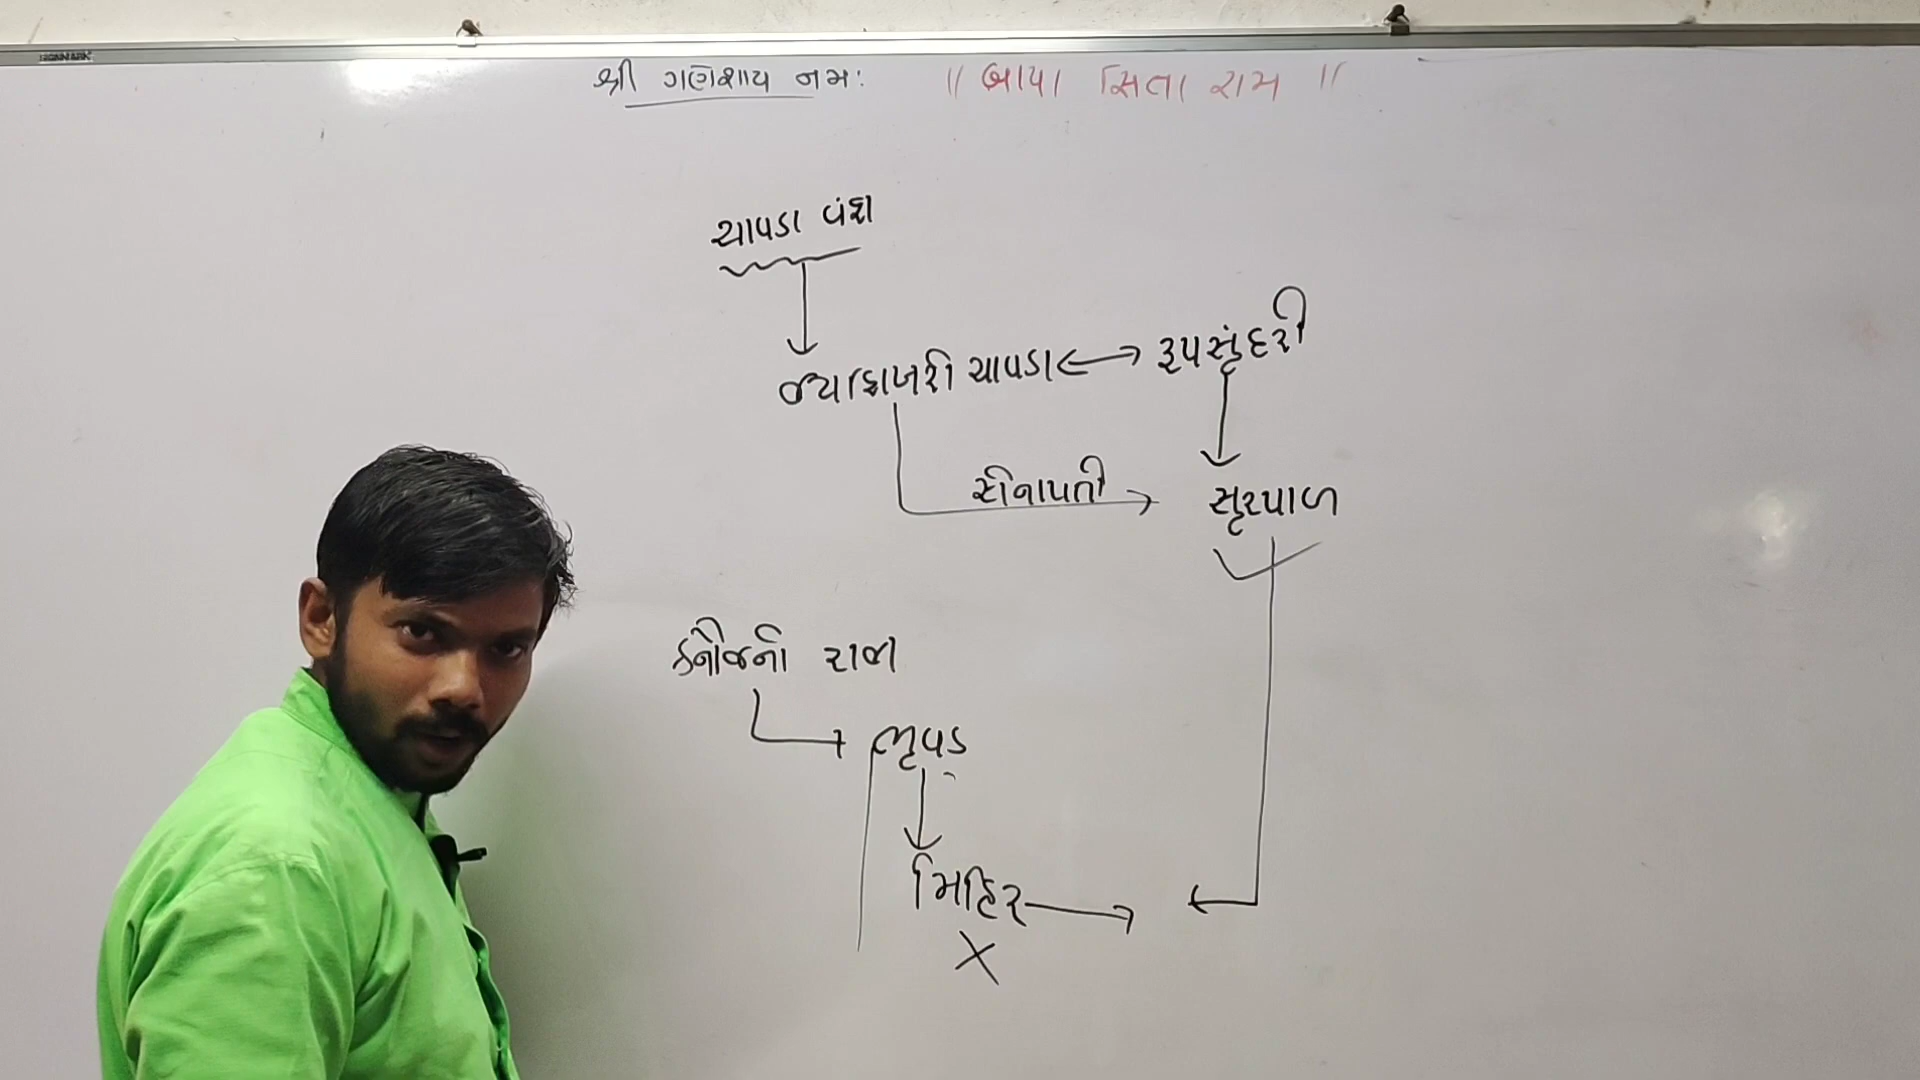 શ્રી ગણેશાય નમઃ || બાપા સિતા રામ ||
ચાવડા વંશ
જયશિખરી ચાવડા રૂપસુંદરી
સેનાપતી સૂરપાળ
કનૌજનો રાજા
ભૂવડ
મિહિર